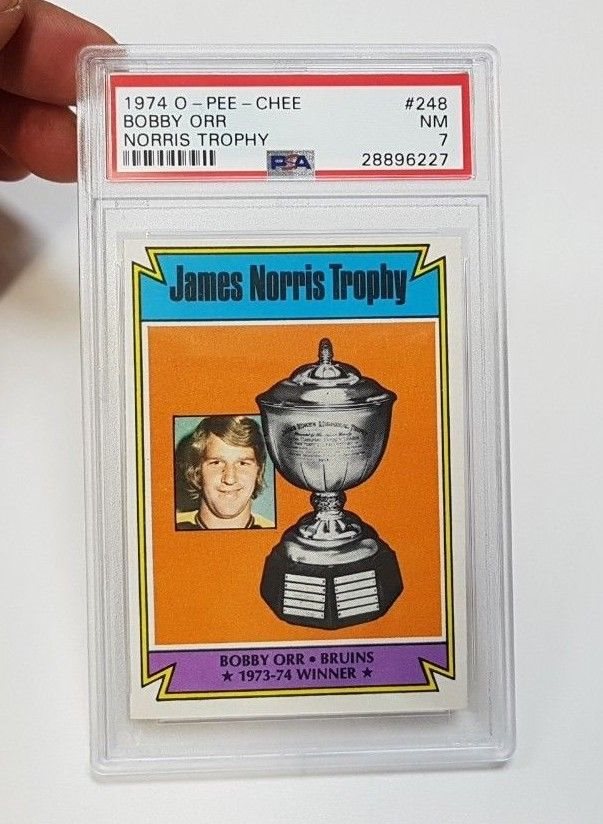 1974 O-PEE-CHEE #248
BOBBY ORR NM
NORRIS TROPHY 7
PSA 28896227
James Norris Trophy
BOBBY ORR • BRUINS
★ 1973-74 WINNER ★